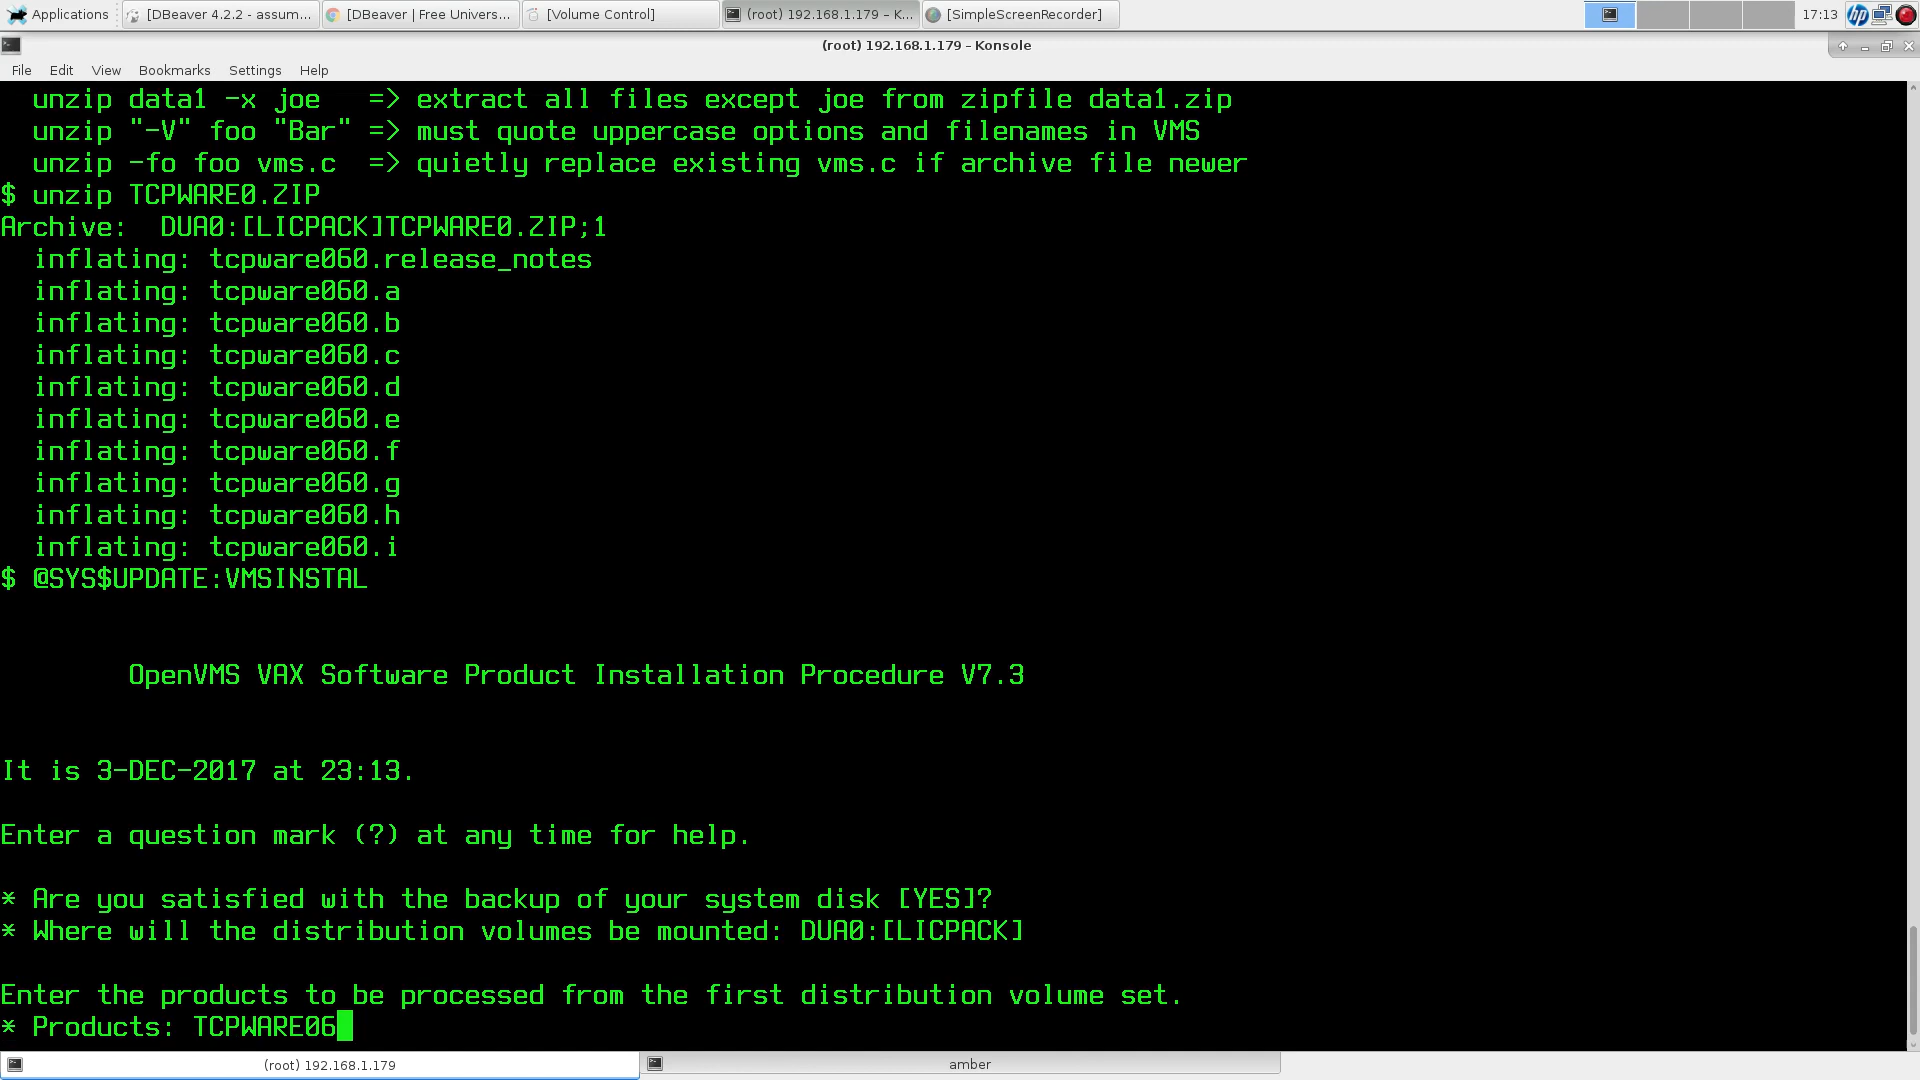 Applications
[DBeaver 4.2.2 - assum...
[DBeaver | Free Univers...
[Volume Control]
(root) 192.168.1.179 – K...
[SimpleScreenRecorder]
17:13
hp
(root) 192.168.1.179 – Konsole
File Edit View Bookmarks Settings Help
unzip data1 -x joe => extract all files except joe from zipfile data1.zip
unzip "-V" foo "Bar" => must quote uppercase options and filenames in VMS
unzip -fo foo vms.c => quietly replace existing vms.c if archive file newer
$ unzip TCPWARE0.ZIP
Archive: DUA0:[LICPACK]TCPWARE0.ZIP;1
inflating: tcpware060.release_notes
inflating: tcpware060.a
inflating: tcpware060.b
inflating: tcpware060.c
inflating: tcpware060.d
inflating: tcpware060.e
inflating: tcpware060.f
inflating: tcpware060.g
inflating: tcpware060.h
inflating: tcpware060.i
$ @SYS$UPDATE:VMSINSTAL
OpenVMS VAX Software Product Installation Procedure V7.3
It is 3-DEC-2017 at 23:13.
Enter a question mark (?) at any time for help.
* Are you satisfied with the backup of your system disk [YES]?
* Where will the distribution volumes be mounted: DUA0:[LICPACK]
Enter the products to be processed from the first distribution volume set.
* Products: TCPWARE06
(root) 192.168.1.179
amber